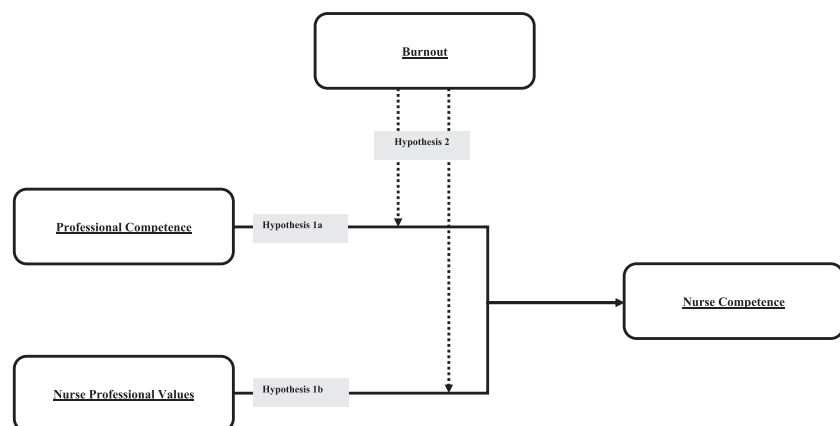 Burnout
Hypothesis 2
Professional Competence
Hypothesis 1a
Nurse Competence
Nurse Professional Values
Hypothesis 1b